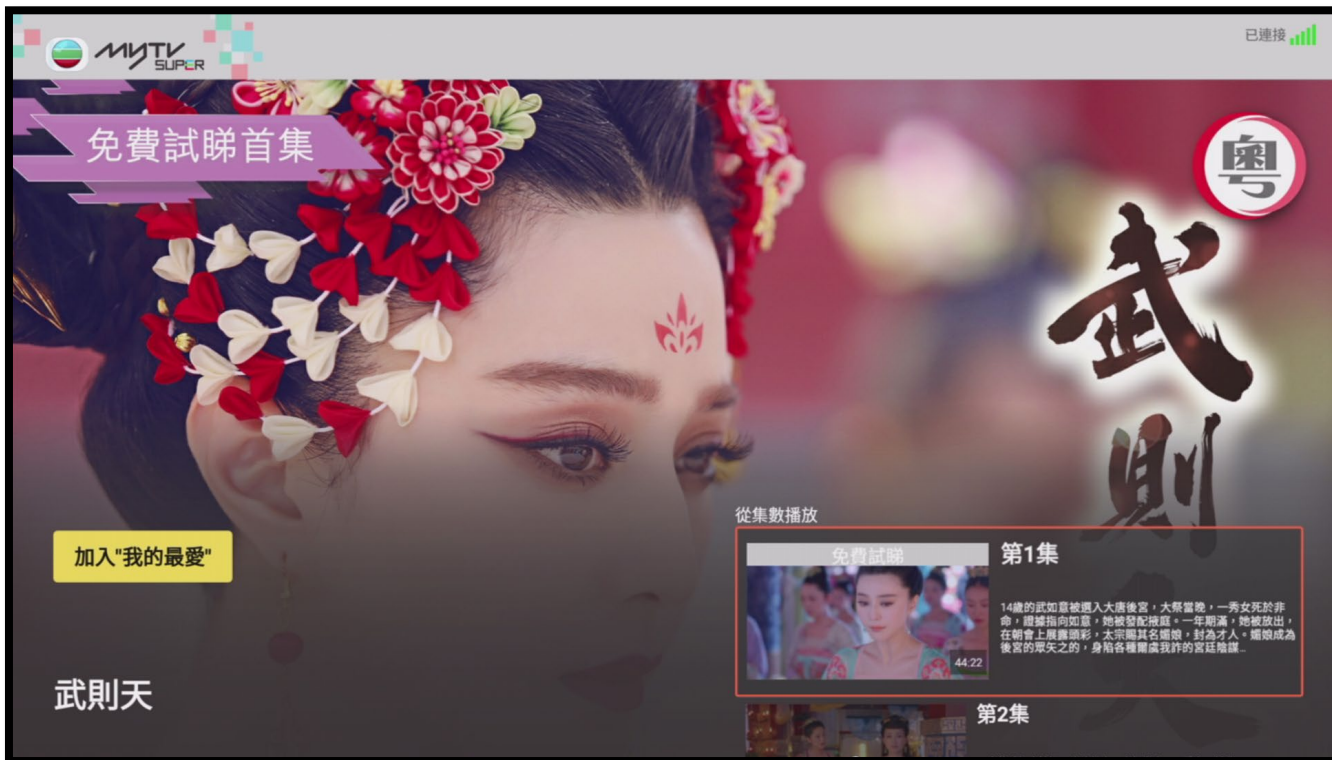 myTV
SUPER
已連接
免費試睇首集
粵
武則天
從集數播放
加入"我的最愛"
免費試睇
第1集
14歲的武如意被選入大唐後宮，大祭當晚，一秀女死於非
命，證據指向如意，她被發配掖庭。一年期滿，她被放出，
在朝會上展露頭彩，太宗賜其名媚娘，封為才人。媚娘成為
後宮的眾矢之的，身陷各種爾虞我詐的宮廷陰謀...
44:22
武則天
第2集